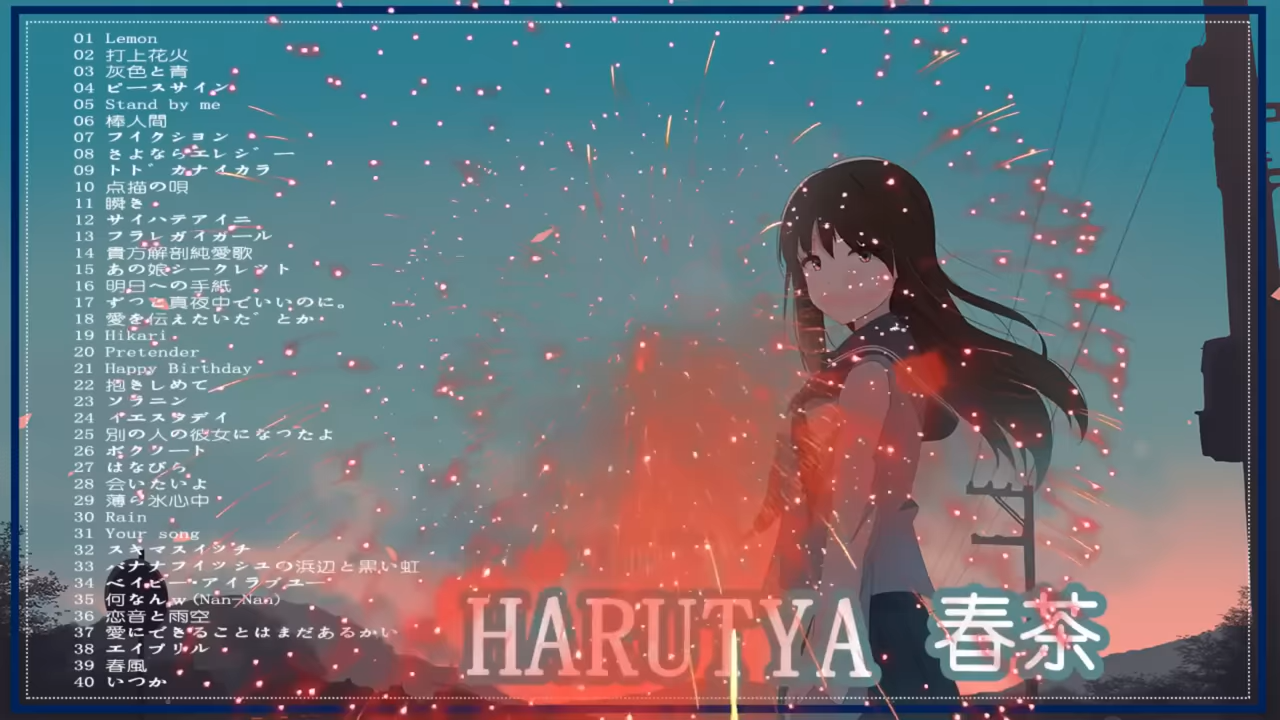 01 Lemon
02 打上花火
03 灰色と青
04 ピースサイン
05 Stand by me
06 棒人間
07 フイクション
08 さよならエレジ゛ー
09 トド゛カナイカラ
10 点描の唄
11 瞬き
12 サイハテアイニ
13 フラレガイガール
14 貴方解剖純愛歌
15 あの娘シークレット
16 明日への手紙
17 ずつと真夜中でいいのに。
18 愛を伝えたいた゛とか
19 Hikari
20 Pretender
21 Happy Birthday
22 抱きしめて
23 ソラニン
24 イエスタデイ
25 別の人の彼女になつたよ
26 ホクソート
27 はなびら
28 会いたいよ
29 薄ら氷心中
30 Rain
31 Your song
32 スキマスイツチ
33 バナナフイツシユの浜辺と黒い虹
34 ベイビー・アイラブユー
35 何なんｗ(Nan-Nan)
36 恋音と雨空
37 愛にできることはまだあるかい
38 エイプリル
39 春風
40 いつか
HARUTYA 春茶